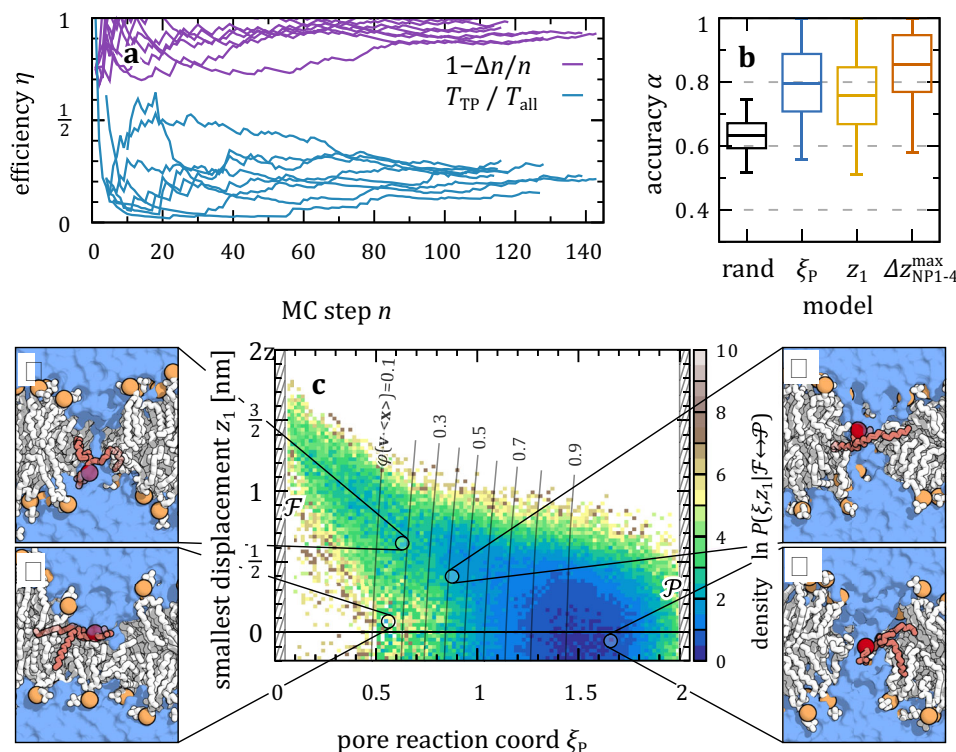 a
efficiency η
1
1/2
0
1−Δn/n
T_TP / T_all
0 20 40 60 80 100 120 140
MC step n
b
accuracy α
1
0.8
0.6
0.4
rand ξ_P z_1 Δz^max_NP1-4
model
c
smallest displacement z_1 [nm]
2z
3/2
1
1/2
0
φ(v·<x>)=0.1
0.3
0.5
0.7
0.9
ℱ
𝒫
0 0.5 1 1.5 2
pore reaction coord ξ_P
10
8
6
4
2
0
density ln P(ξ,z_1|ℱ↔𝒫)